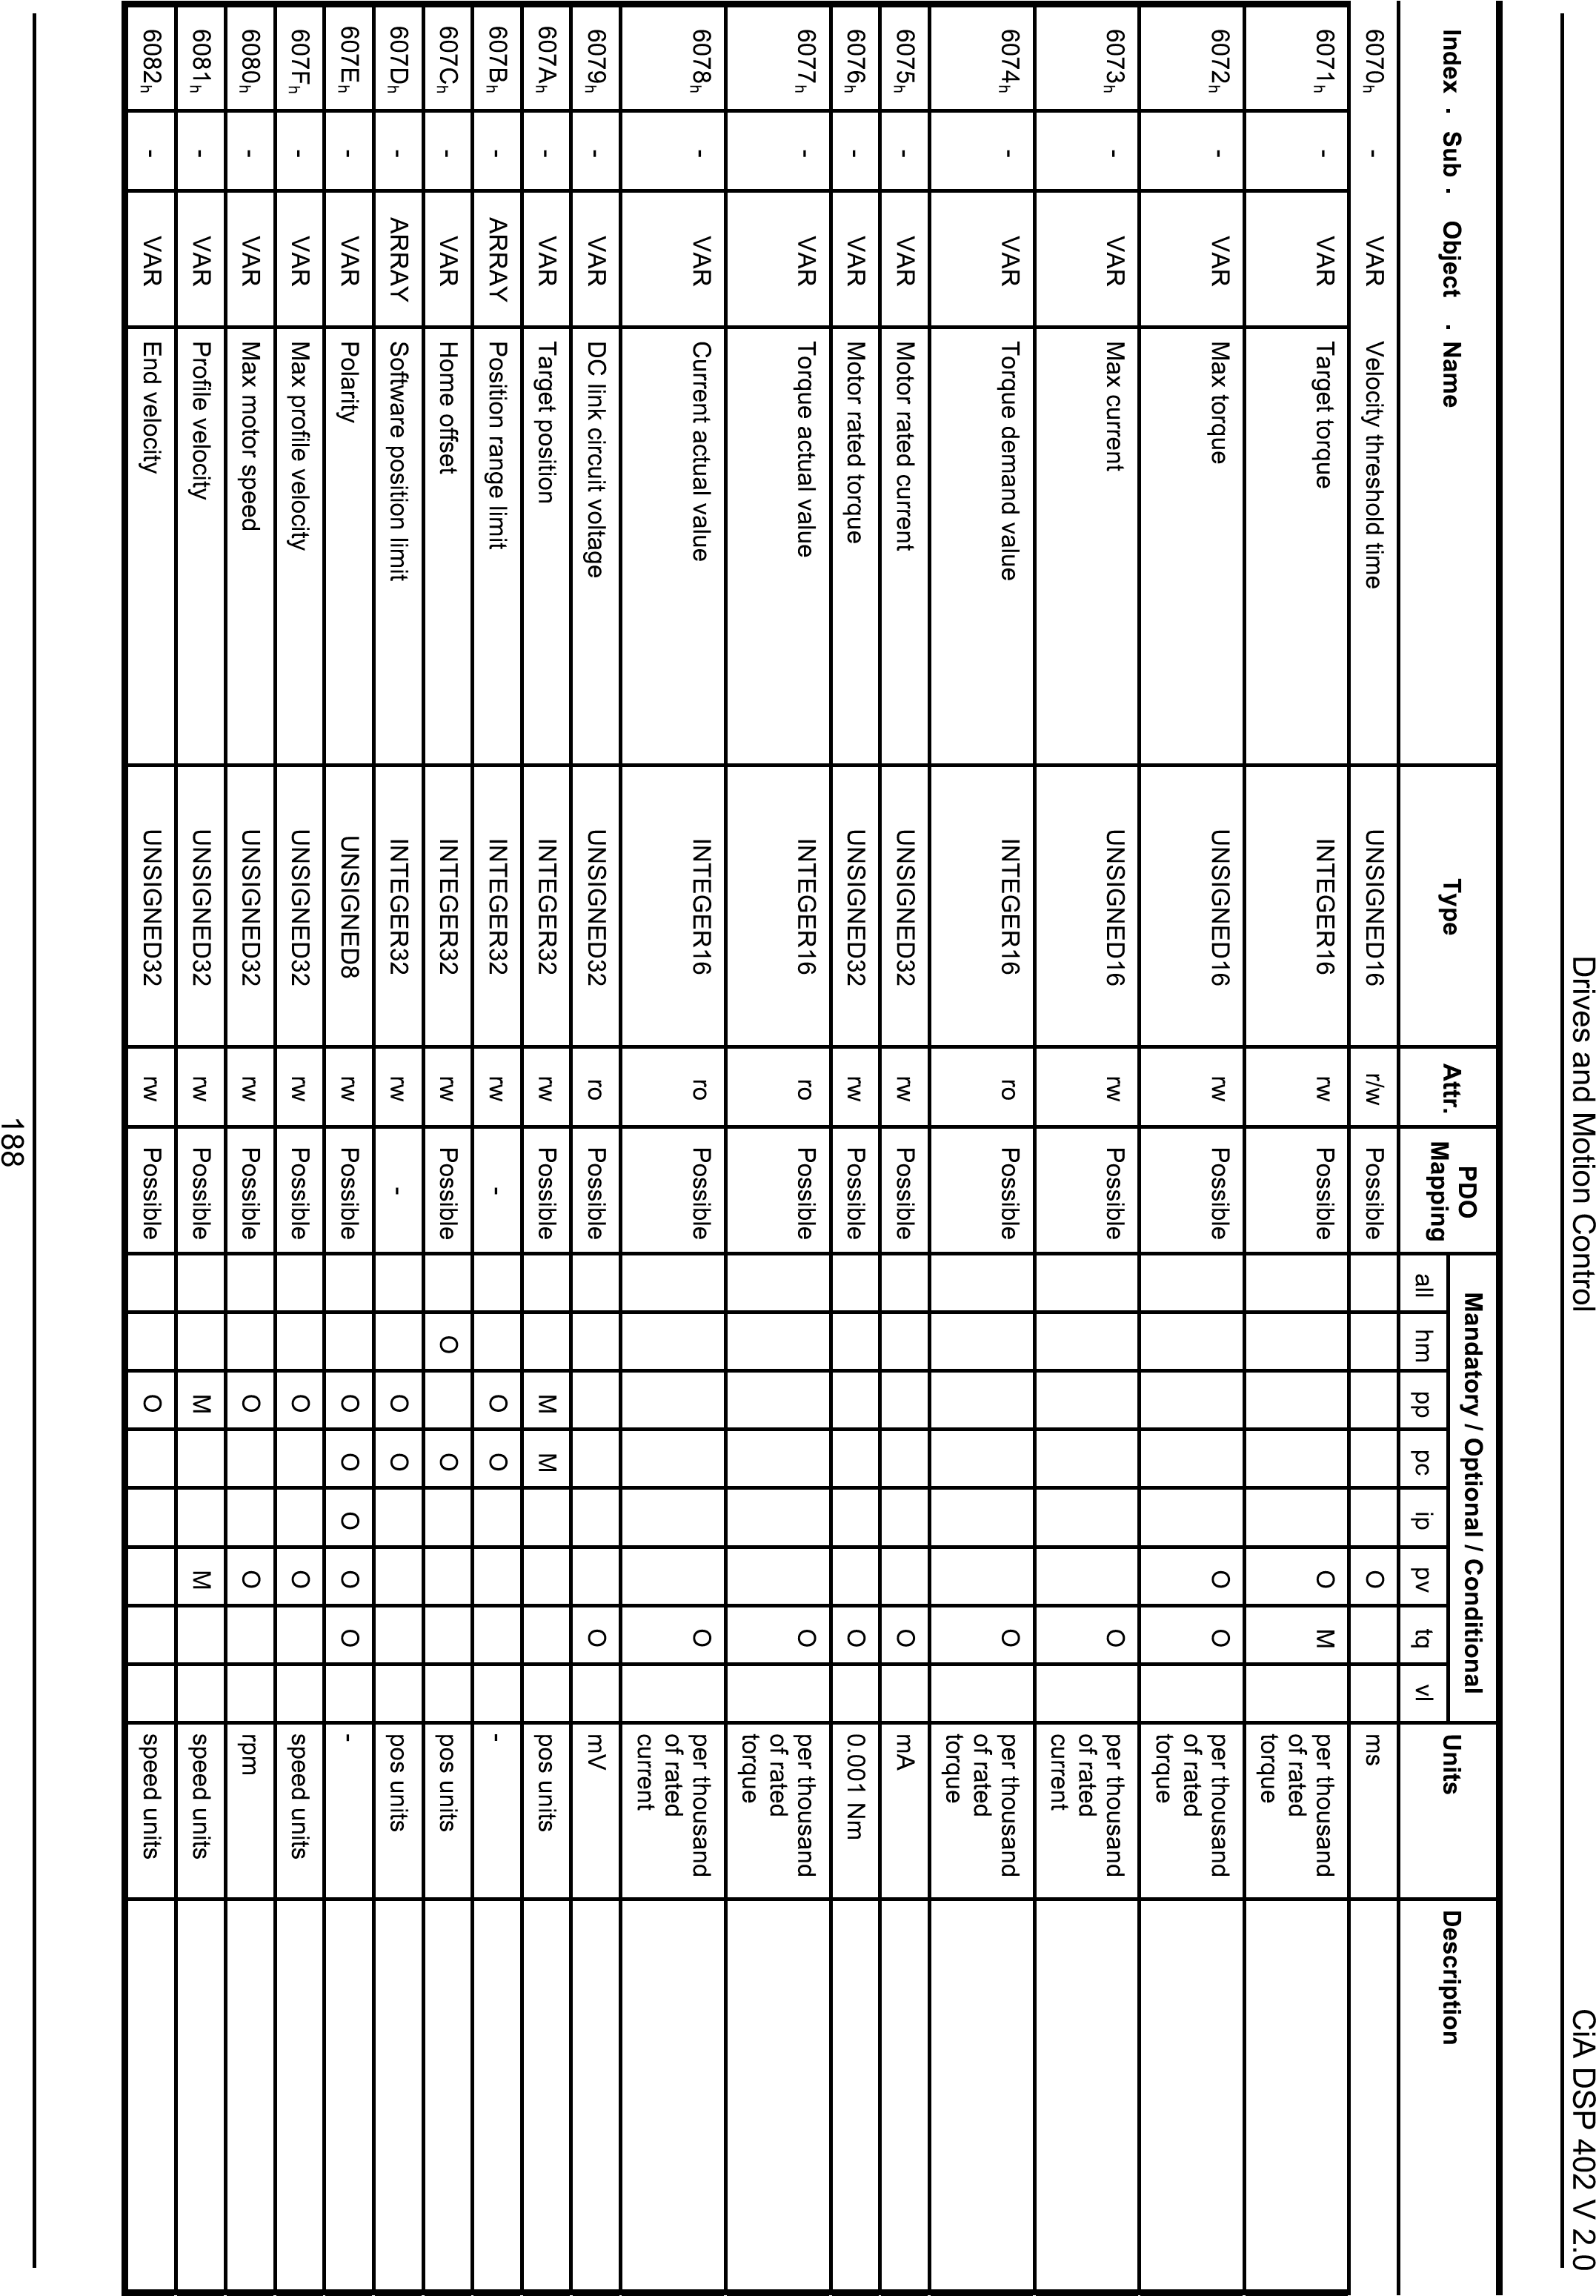 Drives and Motion Control CiA DSP 402 V 2.0
Index Sub Object Name Type Attr. PDO Mapping Mandatory / Optional / Conditional Units Description
all hm pp pc ip pv tq vl
6070h - VAR Velocity threshold time UNSIGNED16 r/w Possible O ms
6071h - VAR Target torque INTEGER16 rw Possible O M per thousand
of rated
torque
6072h - VAR Max torque UNSIGNED16 rw Possible O O per thousand
of rated
torque
6073h - VAR Max current UNSIGNED16 rw Possible O per thousand
of rated
current
6074h - VAR Torque demand value INTEGER16 ro Possible O per thousand
of rated
torque
6075h - VAR Motor rated current UNSIGNED32 rw Possible O mA
6076h - VAR Motor rated torque UNSIGNED32 rw Possible O 0.001 Nm
6077h - VAR Torque actual value INTEGER16 ro Possible O per thousand
of rated
torque
6078h - VAR Current actual value INTEGER16 ro Possible O per thousand
of rated
current
6079h - VAR DC link circuit voltage UNSIGNED32 ro Possible O mV
607Ah - VAR Target position INTEGER32 rw Possible M M pos units
607Bh - ARRAY Position range limit INTEGER32 rw - O O -
607Ch - VAR Home offset INTEGER32 rw Possible O O pos units
607Dh - ARRAY Software position limit INTEGER32 rw - O O pos units
607Eh - VAR Polarity UNSIGNED8 rw Possible O O O O O -
607Fh - VAR Max profile velocity UNSIGNED32 rw Possible O O speed units
6080h - VAR Max motor speed UNSIGNED32 rw Possible O O rpm
6081h - VAR Profile velocity UNSIGNED32 rw Possible M M speed units
6082h - VAR End velocity UNSIGNED32 rw Possible O speed units
188